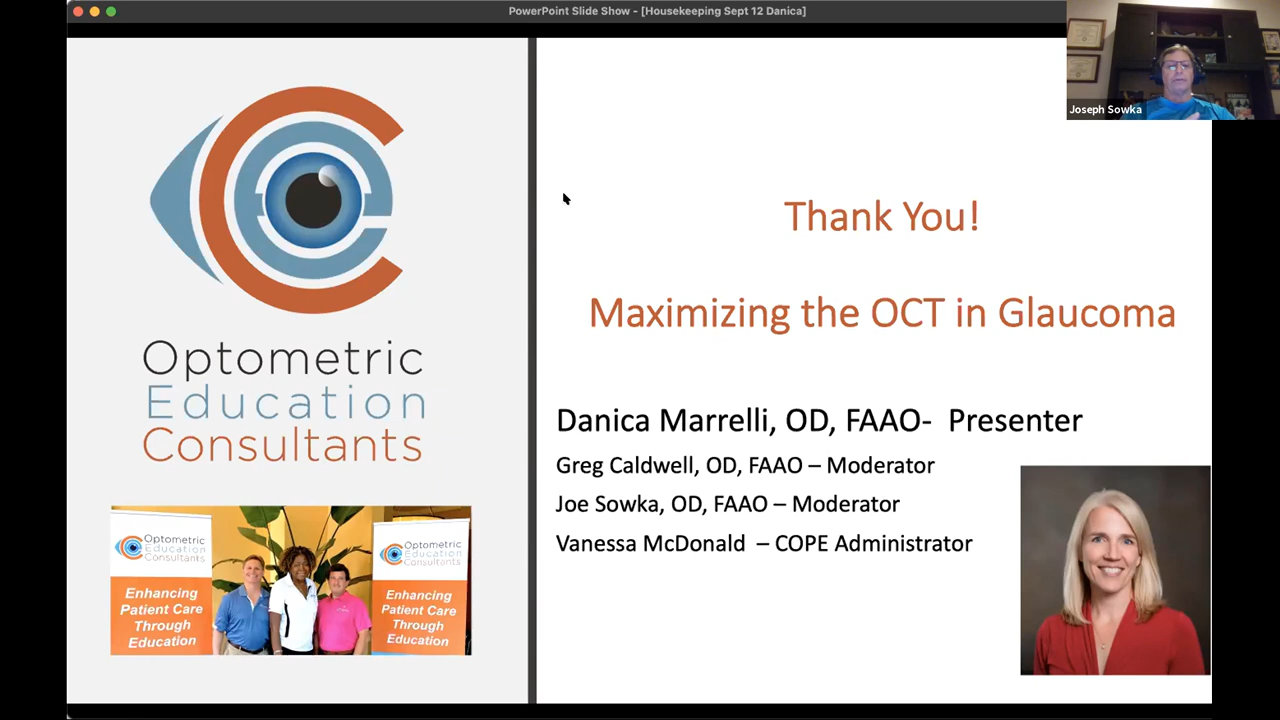 PowerPoint Slide Show - [Housekeeping Sept 12 Danica]
Joseph Sowka
Optometric
Education
Consultants
Optometric
Education
Consultants
Enhancing
Patient Care
Through
Education
Optometric
Education
Consultants
Enhancing
Patient Care
Through
Education
Thank You!
Maximizing the OCT in Glaucoma
Danica Marrelli, OD, FAAO- Presenter
Greg Caldwell, OD, FAAO – Moderator
Joe Sowka, OD, FAAO – Moderator
Vanessa McDonald – COPE Administrator